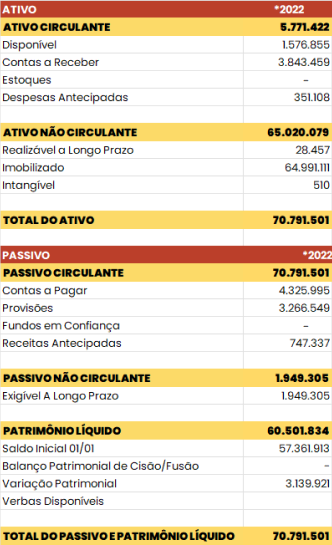 ATIVO *2022
ATIVO CIRCULANTE 5.771.422
Disponível 1.576.855
Contas a Receber 3.843.459
Estoques -
Despesas Antecipadas 351.108
ATIVO NÃO CIRCULANTE 65.020.079
Realizável a Longo Prazo 28.457
Imobilizado 64.991.111
Intangível 510
TOTAL DO ATIVO 70.791.501
PASSIVO *2022
PASSIVO CIRCULANTE 70.791.501
Contas a Pagar 4.325.995
Provisões 3.266.549
Fundos em Confiança -
Receitas Antecipadas 747.337
PASSIVO NÃO CIRCULANTE 1.949.305
Exigível A Longo Prazo 1.949.305
PATRIMÔNIO LÍQUIDO 60.501.834
Saldo Inicial 01/01 57.361.913
Balanço Patrimonial de Cisão/Fusão -
Variação Patrimonial 3.139.921
Verbas Disponíveis
TOTAL DO PASSIVO E PATRIMÔNIO LÍQUIDO 70.791.501